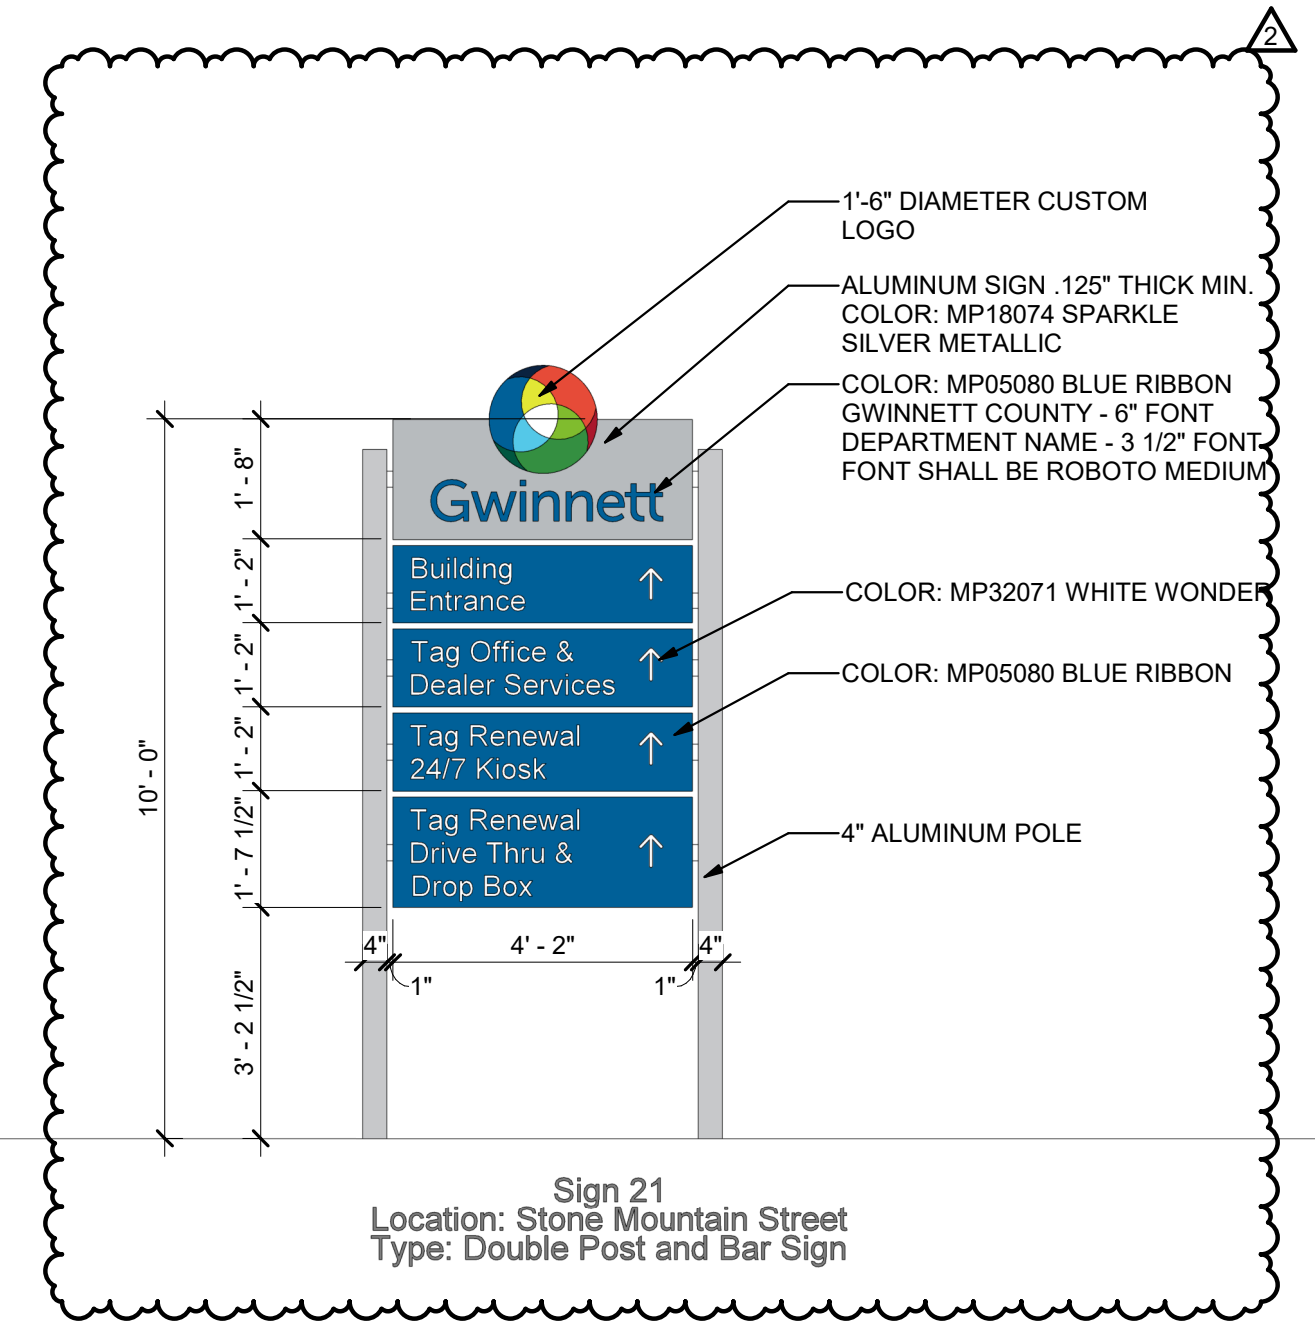 2
1'-6" DIAMETER CUSTOM
LOGO
ALUMINUM SIGN .125" THICK MIN.
COLOR: MP18074 SPARKLE
SILVER METALLIC
COLOR: MP05080 BLUE RIBBON
GWINNETT COUNTY - 6" FONT
DEPARTMENT NAME - 3 1/2" FONT
FONT SHALL BE ROBOTO MEDIUM
COLOR: MP32071 WHITE WONDER
COLOR: MP05080 BLUE RIBBON
4" ALUMINUM POLE
Gwinnett
Building
Entrance
Tag Office &
Dealer Services
Tag Renewal
24/7 Kiosk
Tag Renewal
Drive Thru &
Drop Box
10' - 0"
1' - 8"
1' - 2"
1' - 2"
1' - 2"
1' - 7 1/2"
3' - 2 1/2"
4"
4' - 2"
4"
1"
1"
Sign 21
Location: Stone Mountain Street
Type: Double Post and Bar Sign